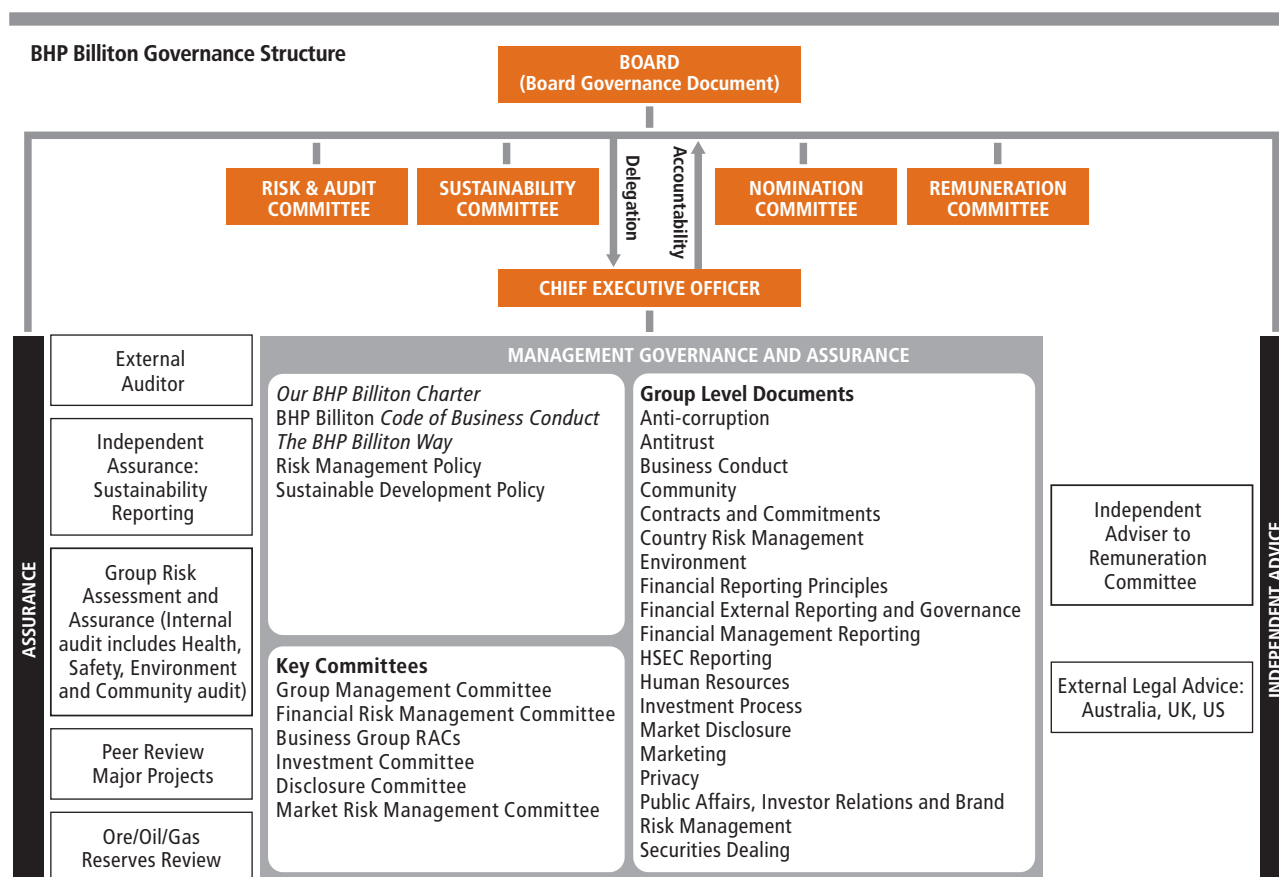 BHP Billiton Governance Structure
BOARD
(Board Governance Document)
RISK & AUDIT
COMMITTEE
SUSTAINABILITY
COMMITTEE
Delegation
Accountability
NOMINATION
COMMITTEE
REMUNERATION
COMMITTEE
CHIEF EXECUTIVE OFFICER
ASSURANCE
External
Auditor
Independent
Assurance:
Sustainability
Reporting
Group Risk
Assessment and
Assurance (Internal
audit includes Health,
Safety, Environment
and Community audit)
Peer Review
Major Projects
Ore/Oil/Gas
Reserves Review
MANAGEMENT GOVERNANCE AND ASSURANCE
Our BHP Billiton Charter
BHP Billiton Code of Business Conduct
The BHP Billiton Way
Risk Management Policy
Sustainable Development Policy
Key Committees
Group Management Committee
Financial Risk Management Committee
Business Group RACs
Investment Committee
Disclosure Committee
Market Risk Management Committee
Group Level Documents
Anti-corruption
Antitrust
Business Conduct
Community
Contracts and Commitments
Country Risk Management
Environment
Financial Reporting Principles
Financial External Reporting and Governance
Financial Management Reporting
HSEC Reporting
Human Resources
Investment Process
Market Disclosure
Marketing
Privacy
Public Affairs, Investor Relations and Brand
Risk Management
Securities Dealing
Independent
Adviser to
Remuneration
Committee
External Legal Advice:
Australia, UK, US
INDEPENDENT ADVICE